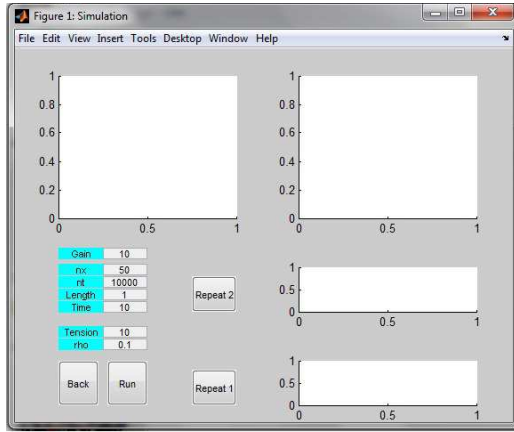 Figure 1: Simulation
File Edit View Insert Tools Desktop Window Help
1
0.8
0.6
0.4
0.2
0
0 0.5 1
1
0.8
0.6
0.4
0.2
0
0 0.5 1
Gain 10
nx 50
nt 10000
Length 1
Time 10
Tension 10
rho 0.1
Back Run
Repeat 2
Repeat 1
1
0.5
0
0 0.5 1
1
0.5
0
0 0.5 1